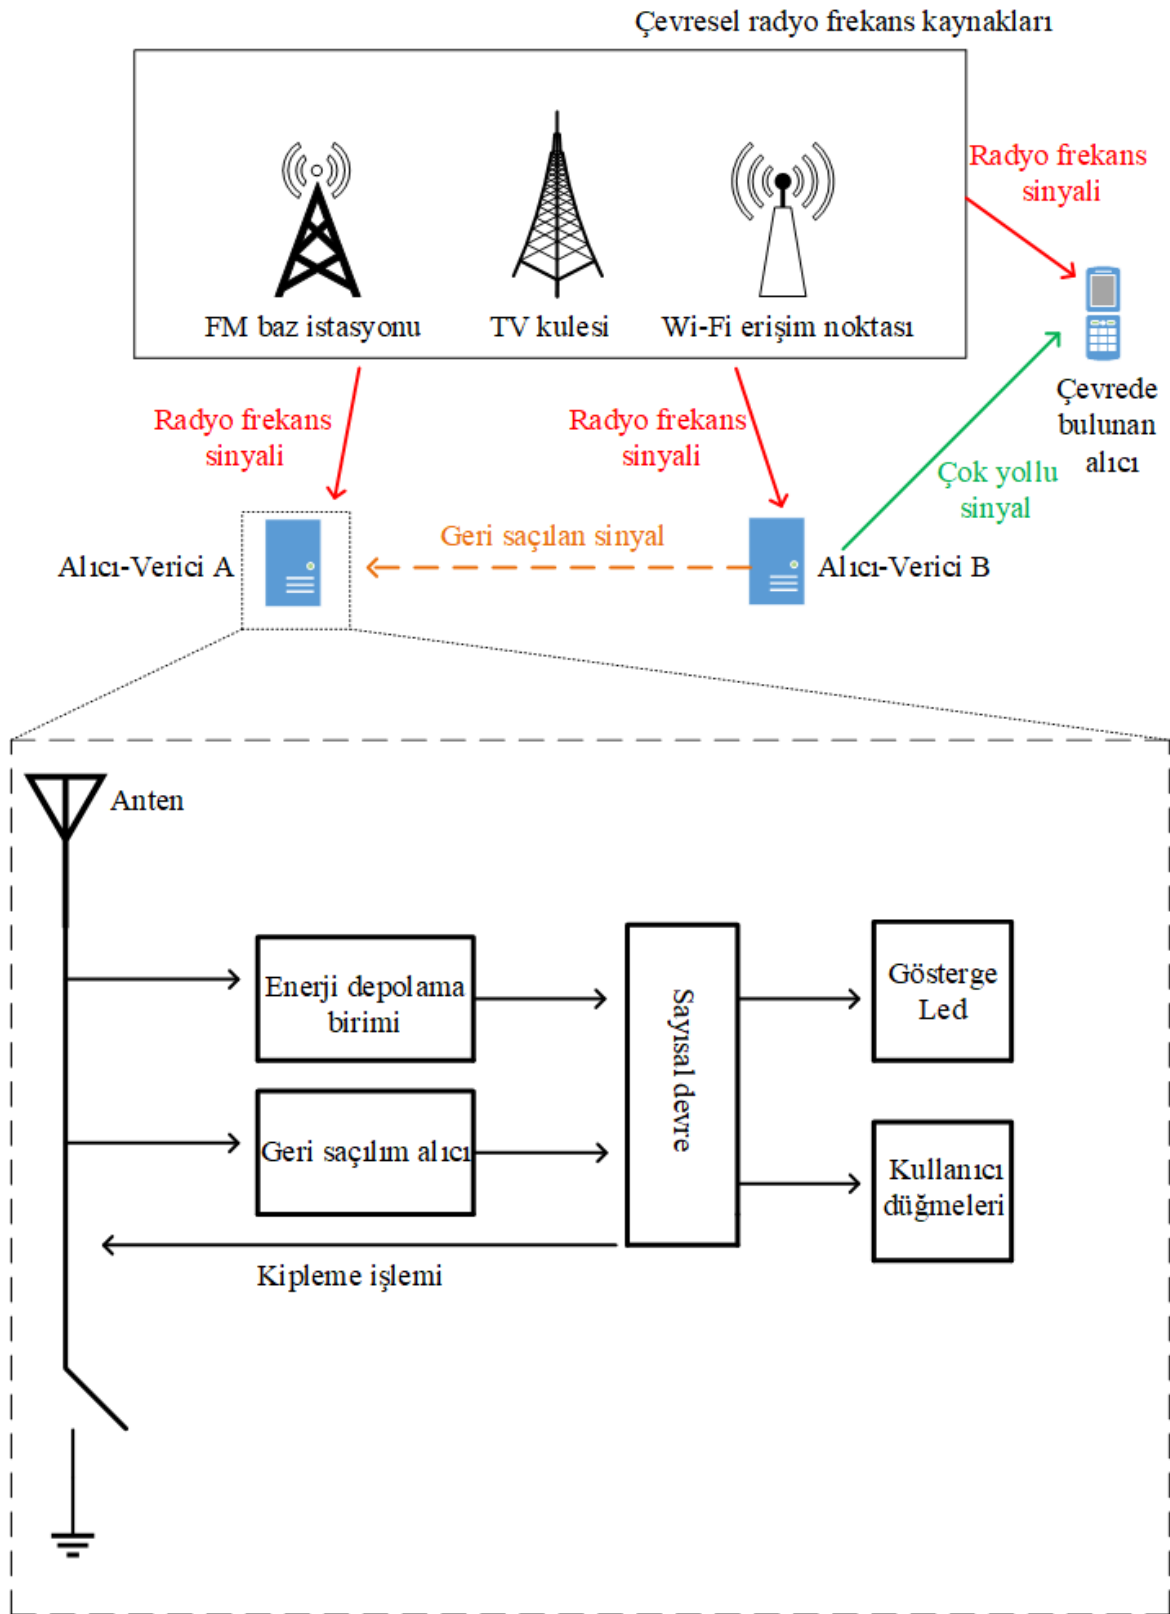 Çevresel radyo frekans kaynakları
Radyo frekans
sinyali
FM baz istasyonu
TV kulesi
Wi-Fi erişim noktası
Çevrede
bulunan
alıcı
Radyo frekans
sinyali
Radyo frekans
sinyali
Çok yollu
sinyal
Geri saçılan sinyal
Alıcı-Verici A
Alıcı-Verici B
Anten
Enerji depolama
birimi
Sayısal devre
Gösterge
Led
Geri saçılım alıcı
Kullanıcı
düğmeleri
Kipleme işlemi